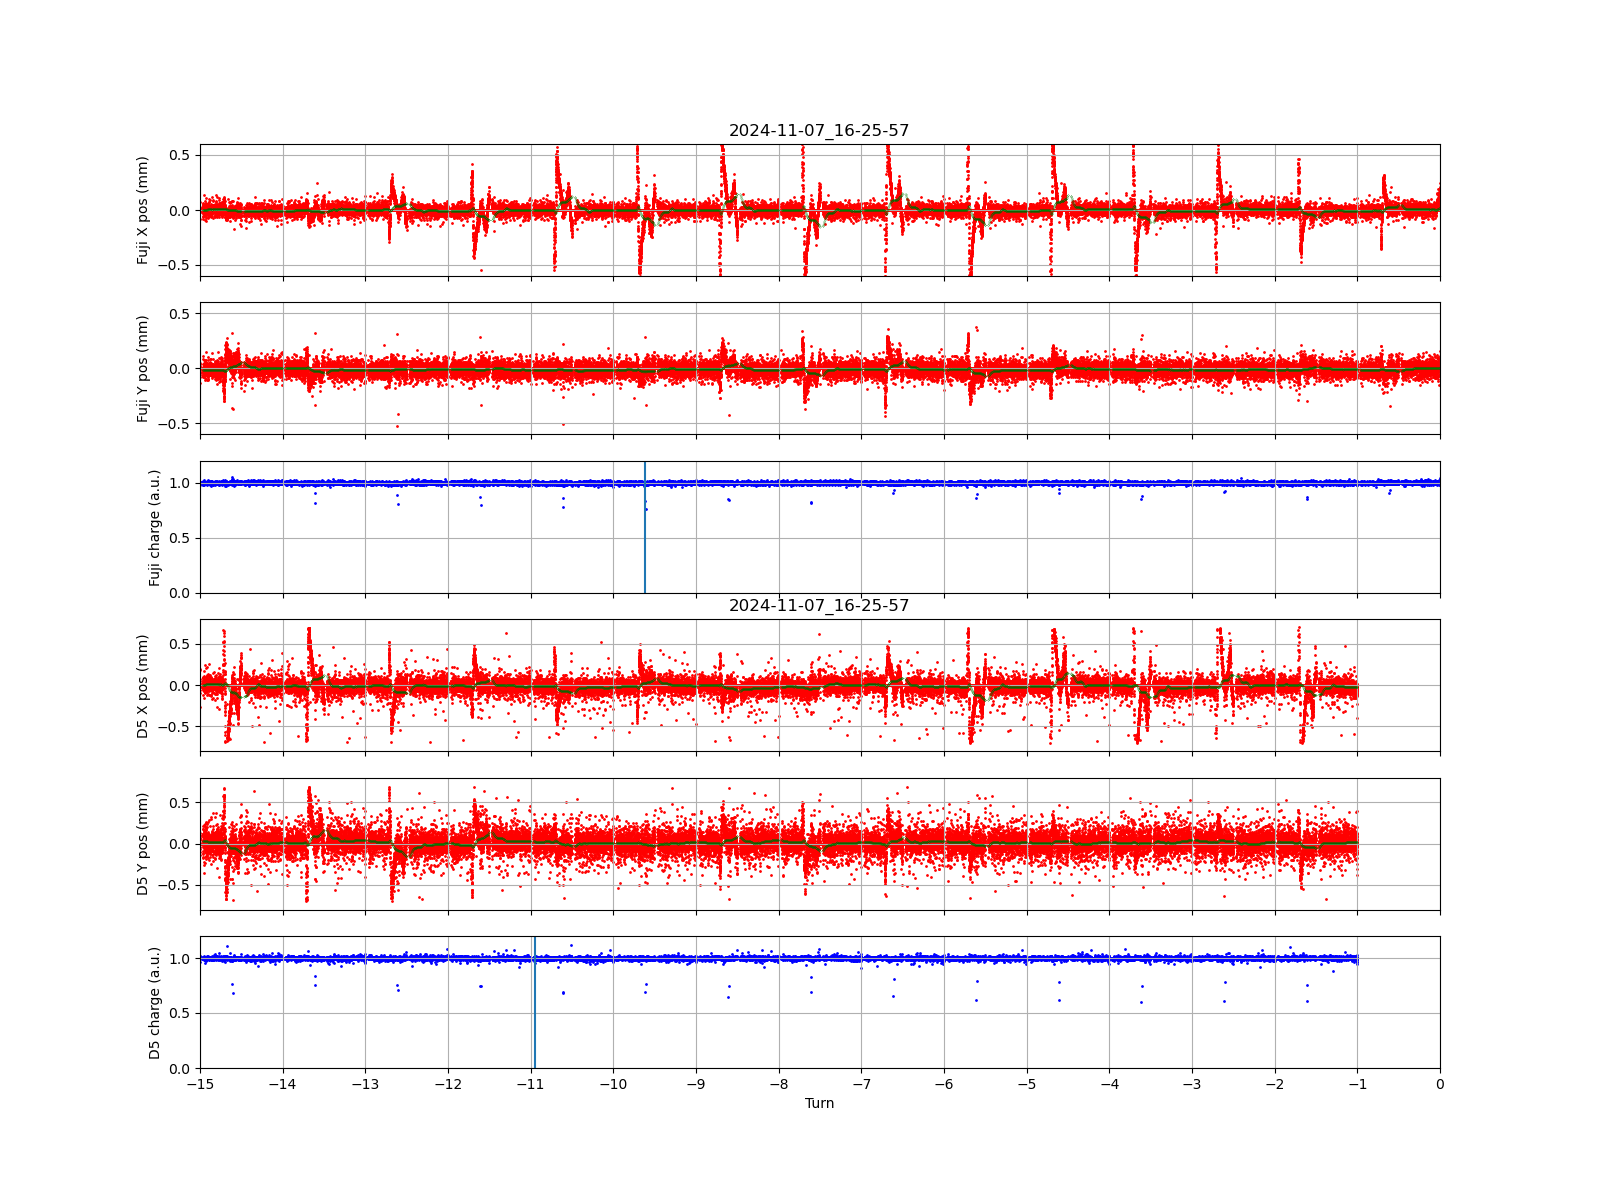 2024-11-07_16-25-57
Fuji X pos (mm)
0.5
0.0
−0.5
Fuji Y pos (mm)
0.5
0.0
−0.5
Fuji charge (a.u.)
1.0
0.5
0.0
2024-11-07_16-25-57
D5 X pos (mm)
0.5
0.0
−0.5
D5 Y pos (mm)
0.5
0.0
−0.5
D5 charge (a.u.)
1.0
0.5
0.0
−15 −14 −13 −12 −11 −10 −9 −8 −7 −6 −5 −4 −3 −2 −1 0
Turn